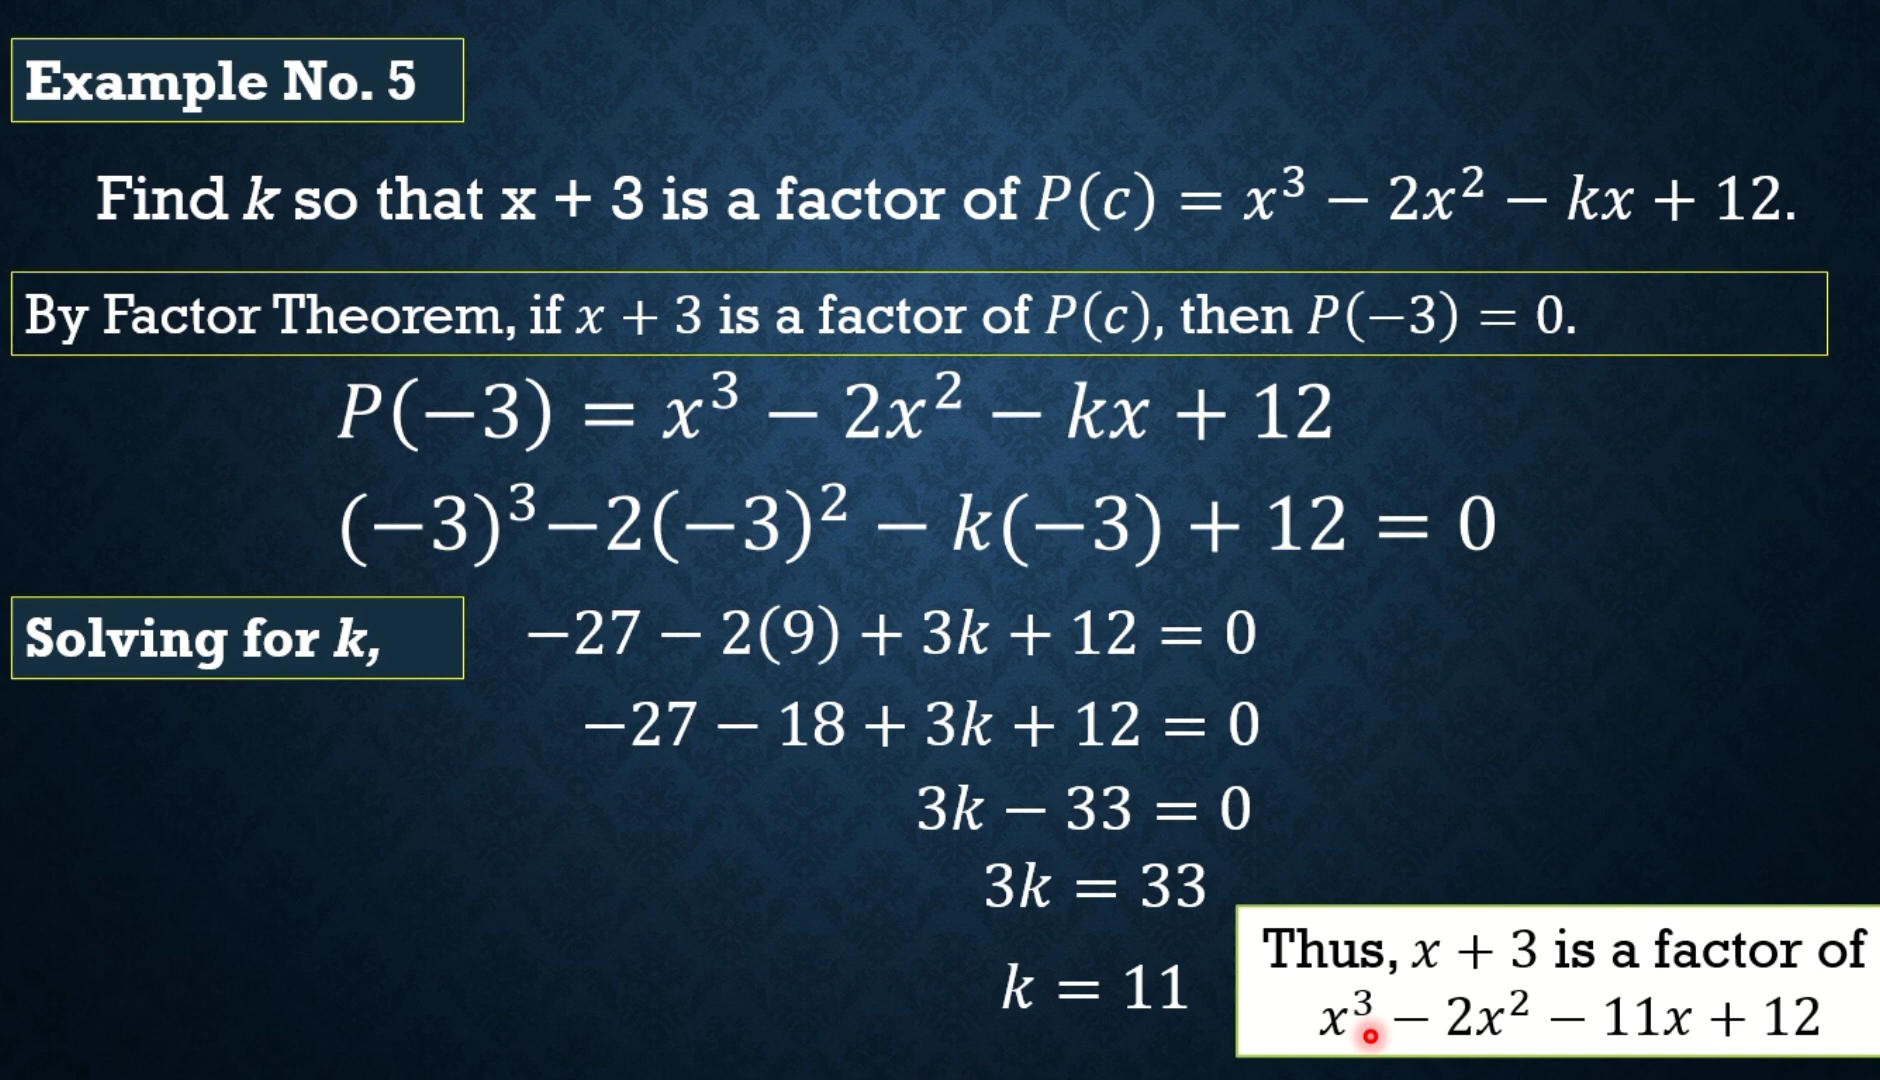 Example No. 5
Find k so that x + 3 is a factor of P(c) = x³ − 2x² − kx + 12.
By Factor Theorem, if x + 3 is a factor of P(c), then P(−3) = 0.
P(−3) = x³ − 2x² − kx + 12
(−3)³−2(−3)² − k(−3) + 12 = 0
Solving for k,
−27 − 2(9) + 3k + 12 = 0
−27 − 18 + 3k + 12 = 0
3k − 33 = 0
3k = 33
k = 11
Thus, x + 3 is a factor of
x³ − 2x² − 11x + 12